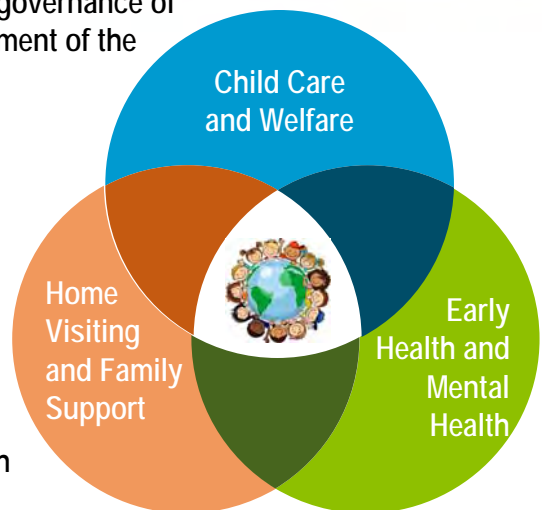 governance of
ment of the
Child Care
and Welfare
Home
Visiting
and Family
Support
Early
Health and
Mental
Health